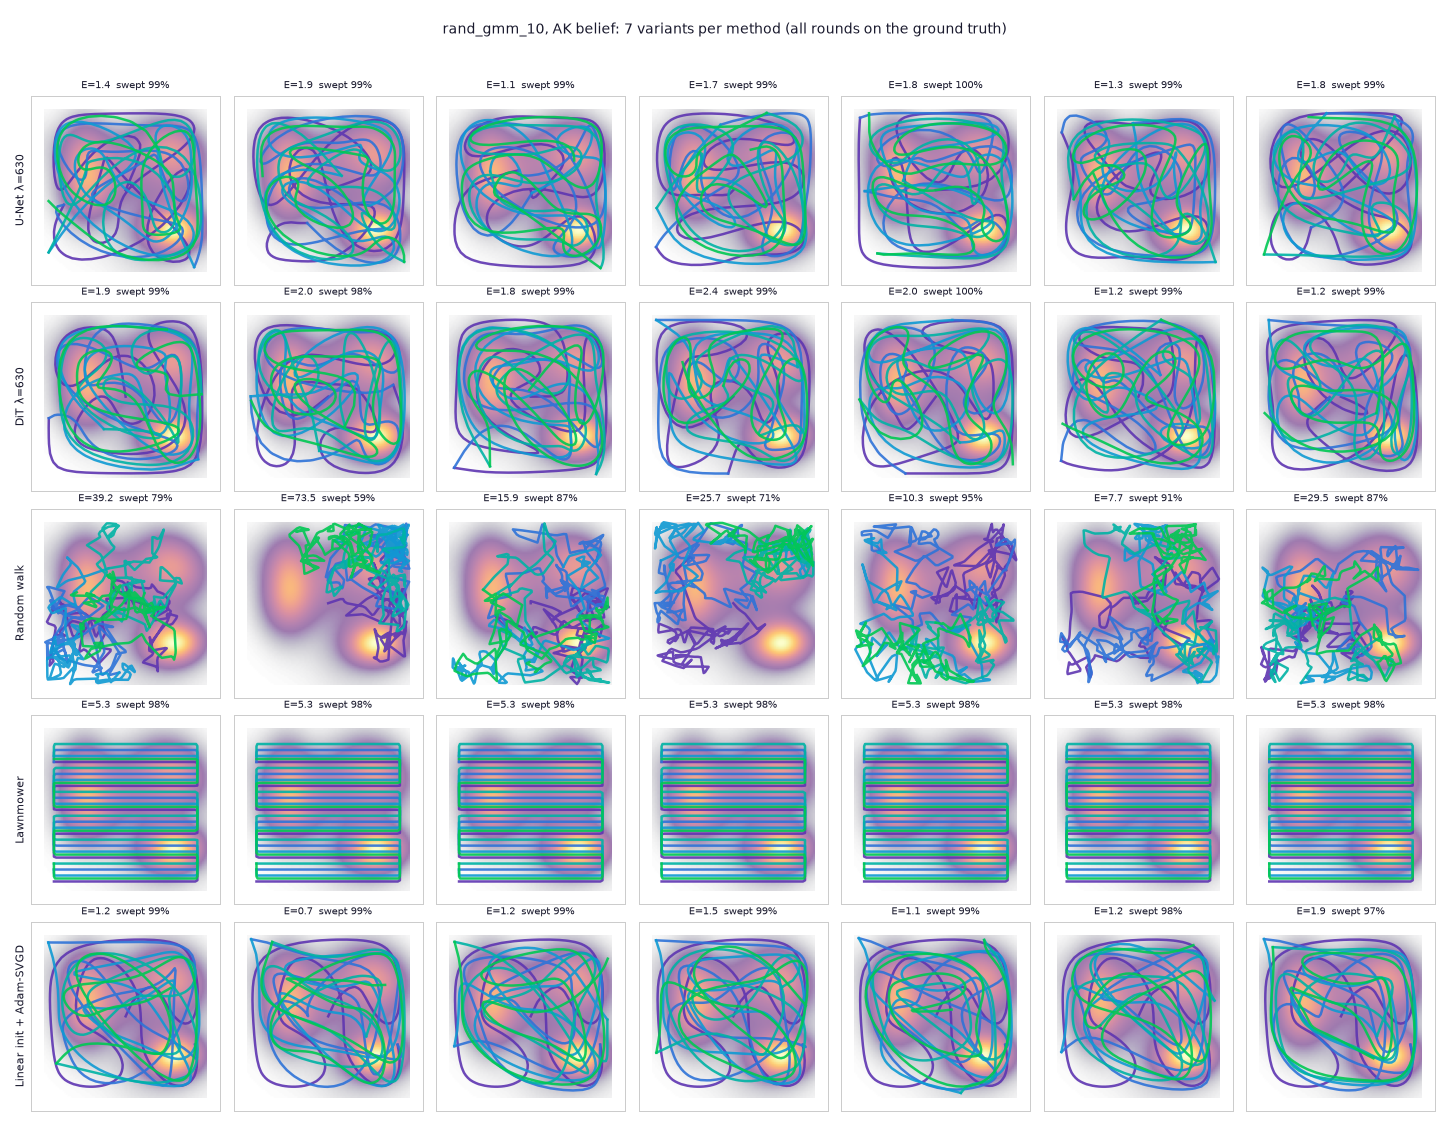 rand_gmm_10, AK belief: 7 variants per method (all rounds on the ground truth)
E=1.4 swept 99%
E=1.9 swept 99%
E=1.1 swept 99%
E=1.7 swept 99%
E=1.8 swept 100%
E=1.3 swept 99%
E=1.8 swept 99%
U-Net λ=630
E=1.9 swept 99%
E=2.0 swept 98%
E=1.8 swept 99%
E=2.4 swept 99%
E=2.0 swept 100%
E=1.2 swept 99%
E=1.2 swept 99%
DiT λ=630
E=39.2 swept 79%
E=73.5 swept 59%
E=15.9 swept 87%
E=25.7 swept 71%
E=10.3 swept 95%
E=7.7 swept 91%
E=29.5 swept 87%
Random walk
E=5.3 swept 98%
E=5.3 swept 98%
E=5.3 swept 98%
E=5.3 swept 98%
E=5.3 swept 98%
E=5.3 swept 98%
E=5.3 swept 98%
Lawnmower
E=1.2 swept 99%
E=0.7 swept 99%
E=1.2 swept 99%
E=1.5 swept 99%
E=1.1 swept 99%
E=1.2 swept 98%
E=1.9 swept 97%
Linear init + Adam-SVGD